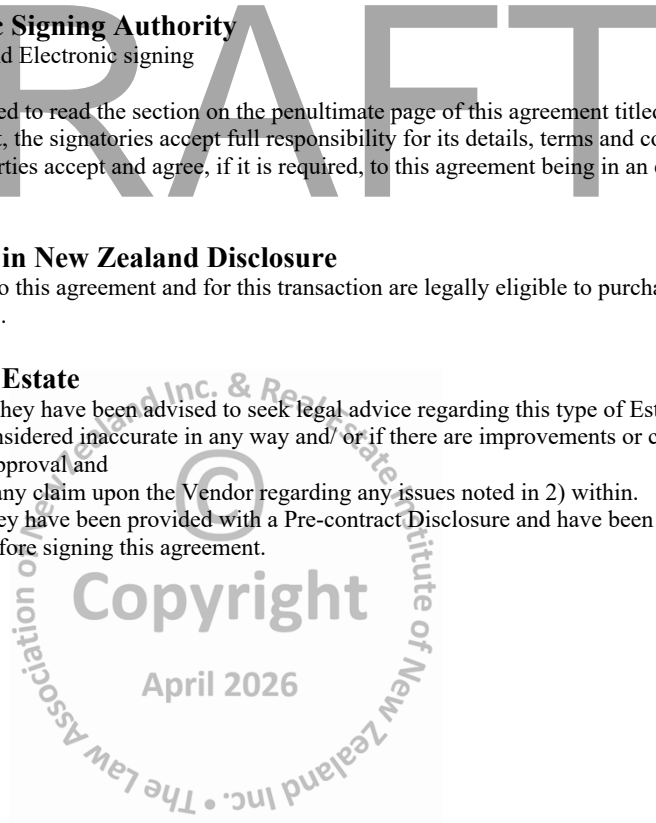 c Signing Authority
d Electronic signing
ed to read the section on the penultimate page of this agreement titled
t, the signatories accept full responsibility for its details, terms and co
rties accept and agree, if it is required, to this agreement being in an
in New Zealand Disclosure
o this agreement and for this transaction are legally eligible to purcha
.
Estate
hey have been advised to seek legal advice regarding this type of Est
nsidered inaccurate in any way and/ or if there are improvements or c
pproval and
any claim upon the Vendor regarding any issues noted in 2) within.
ey have been provided with a Pre-contract Disclosure and have been
fore signing this agreement.
RAFT
©
Copyright
April 2026
The Law Association of New Zealand Inc. & Real Estate Institute of New Zealand Inc. •